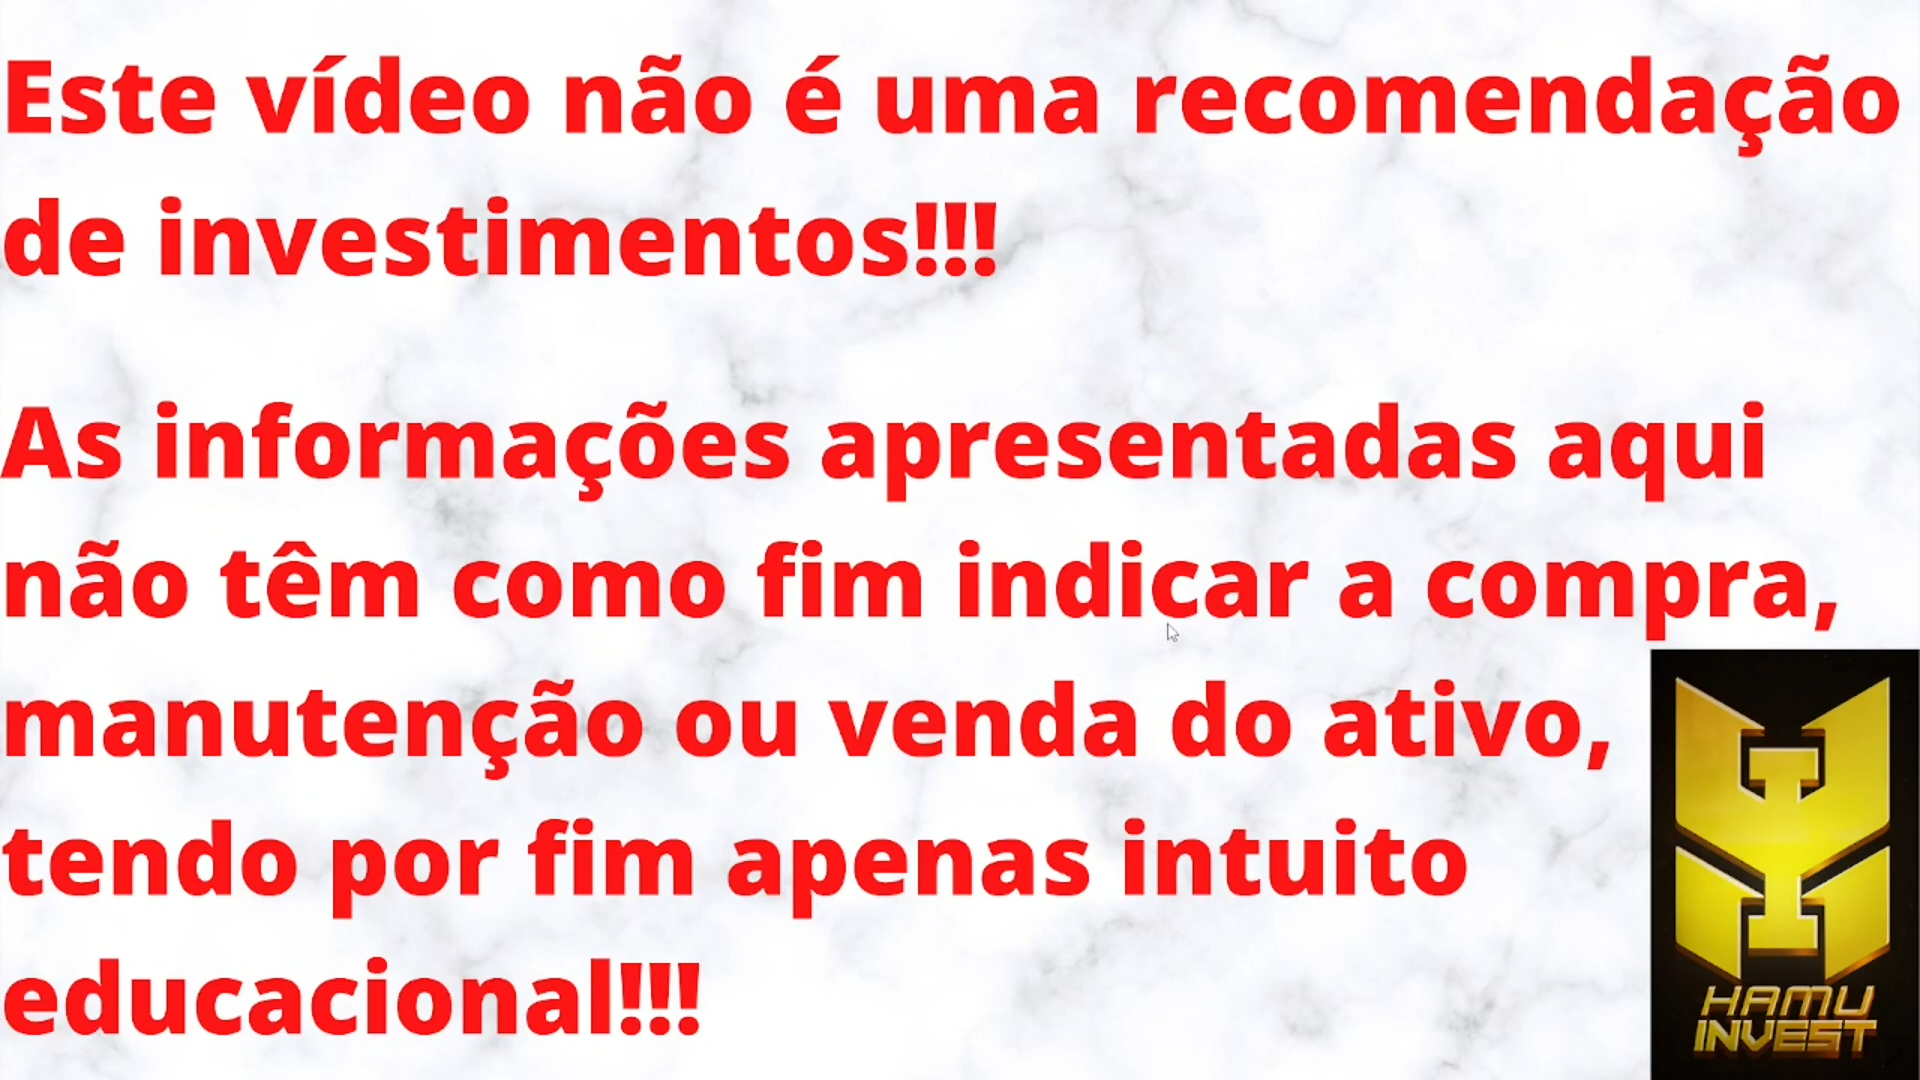 Este vídeo não é uma recomendação
de investimentos!!!
As informações apresentadas aqui
não têm como fim indicar a compra,
manutenção ou venda do ativo,
tendo por fim apenas intuito
educacional!!!
HAMU
INVEST